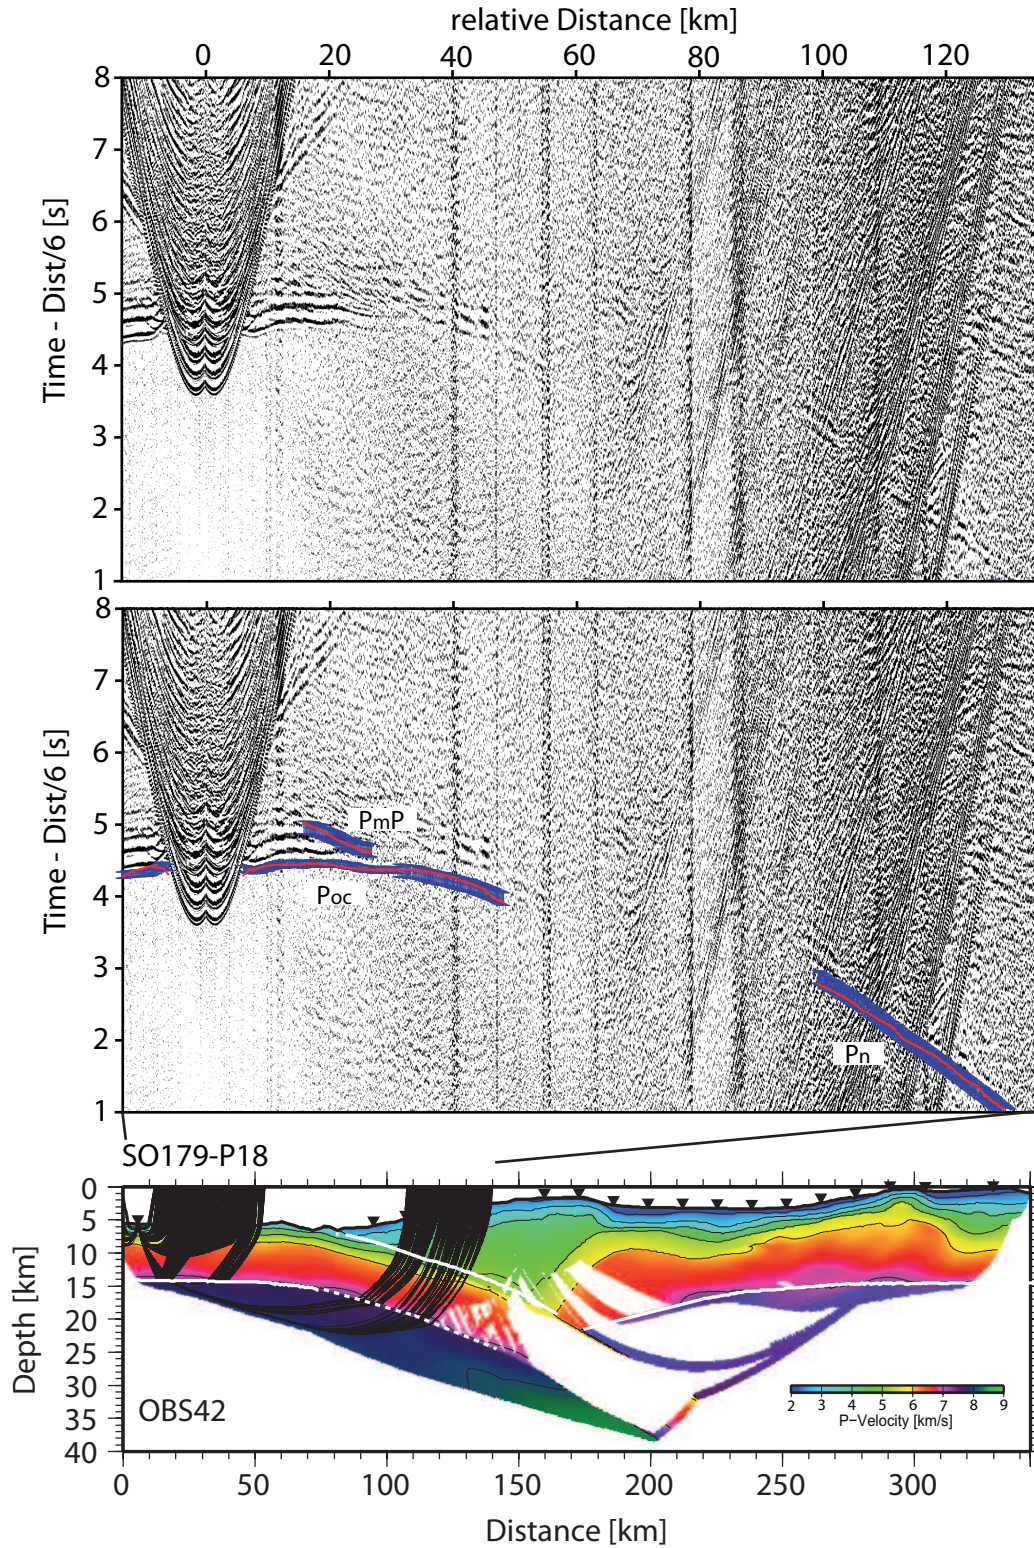 relative Distance [km]
0 20 40 60 80 100 120
Time - Dist/6 [s]
8
7
6
5
4
3
2
1
Time - Dist/6 [s]
8
7
6
5
4
3
2
1
PmP
Poc
Pn
SO179-P18
Depth [km]
0
5
10
15
20
25
30
35
40
OBS42
2 3 4 5 6 7 8 9
P-Velocity [km/s]
0 50 100 150 200 250 300
Distance [km]